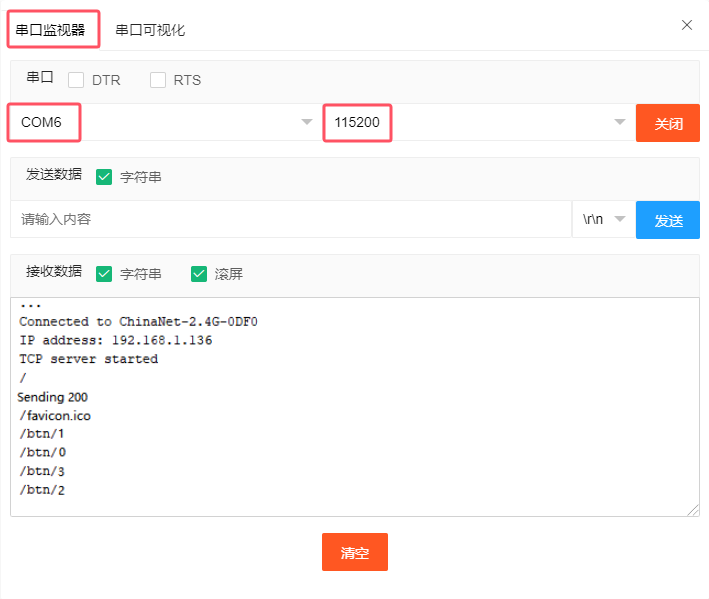 串口监视器 串口可视化
串口 DTR RTS
COM6 115200 关闭
发送数据 字符串
请输入内容 \r\n 发送
接收数据 字符串 滚屏
...
Connected to ChinaNet-2.4G-0DF0
IP address: 192.168.1.136
TCP server started
/
Sending 200
/favicon.ico
/btn/1
/btn/0
/btn/3
/btn/2
清空